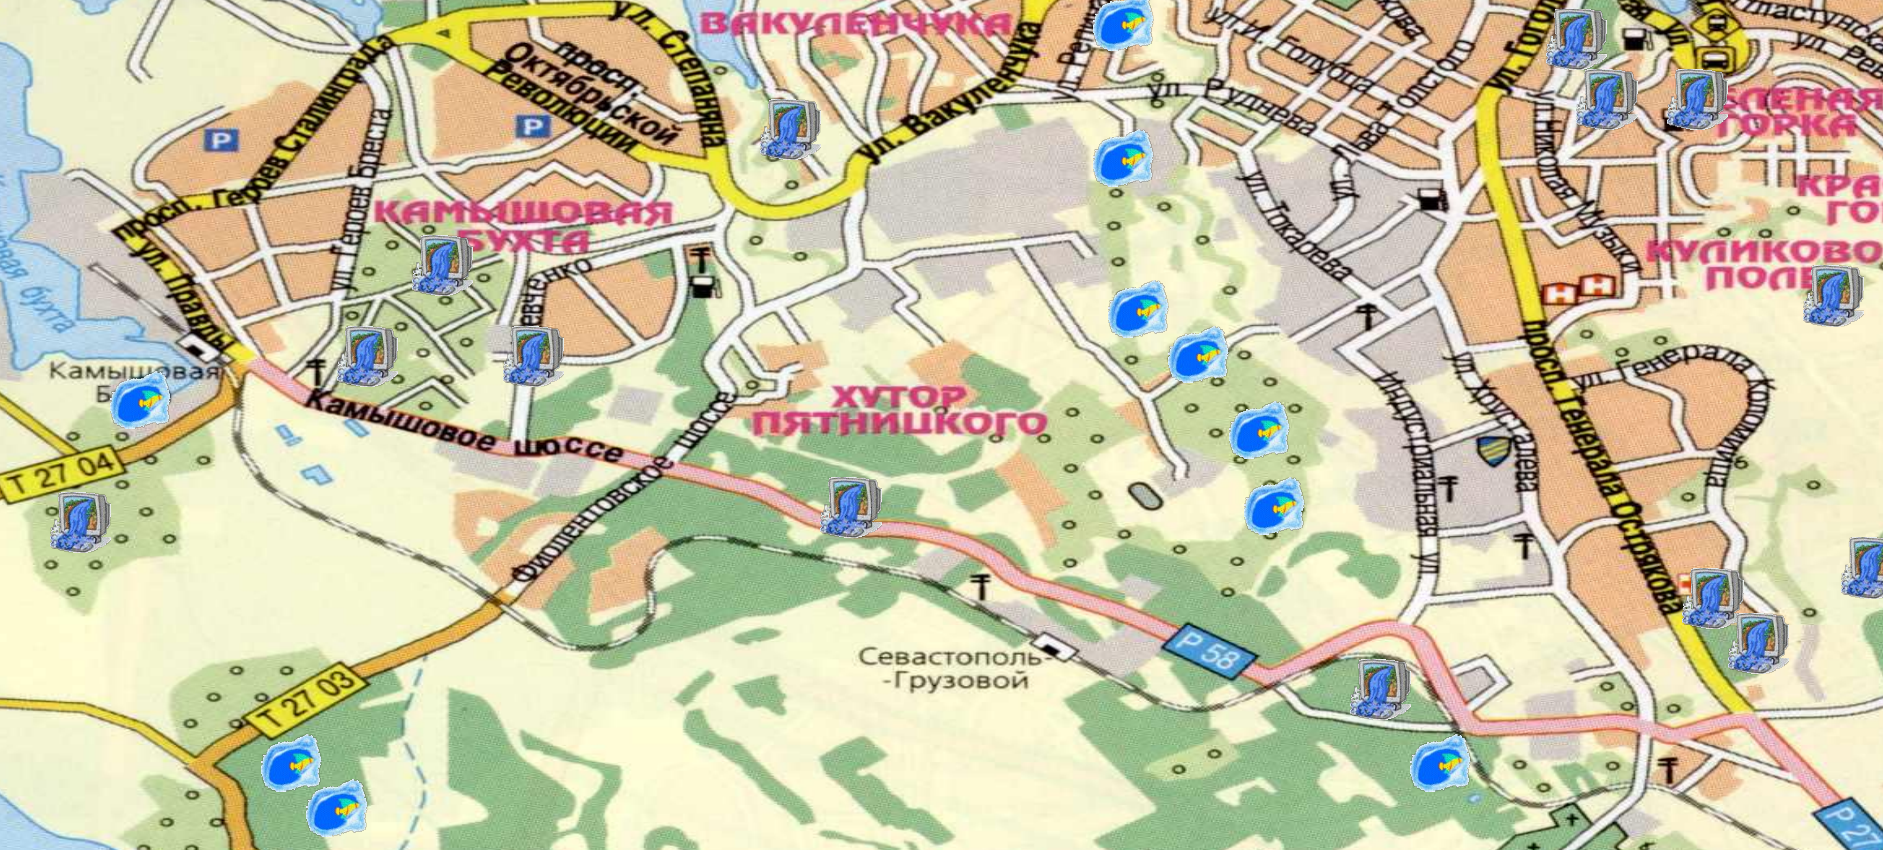 ВАКУЛЕНЧУКА
ул. Степаняна
просп.
Октябрьской
Революции
ул. Вакуленчука
ул. Репина
ул. И. Голубца
Толстого
ул. Руднева
ул. Гоголя
ул. Николая Музыки
ГОРКА
P
P
просп. Героев Сталинграда
ул. Героев Бреста
КАМЫШОВАЯ
БУХТА
ул. Правды
бухта
ул. Токарева
КУЛИКОВО
ПОЛЕ
H
H
Камышовая
Камышовое шоссе
ХУТОР
ПЯТНИЦКОГО
Фиолентовское шоссе
Индустриальная ул.
ул. Хрусталева
просп. Генерала Острякова
ул. Генерала Коломийца
Т 27 04
Т 27 03
Севастополь-
-Грузовой
Р 58
Р 27